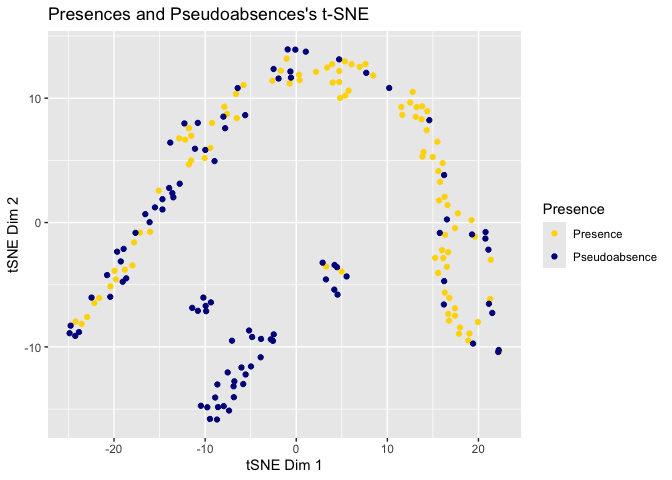 Presences and Pseudoabsences's t-SNE
10
0
-10
tSNE Dim 2
-20
-10
0
10
20
tSNE Dim 1
Presence
Presence
Pseudoabsence